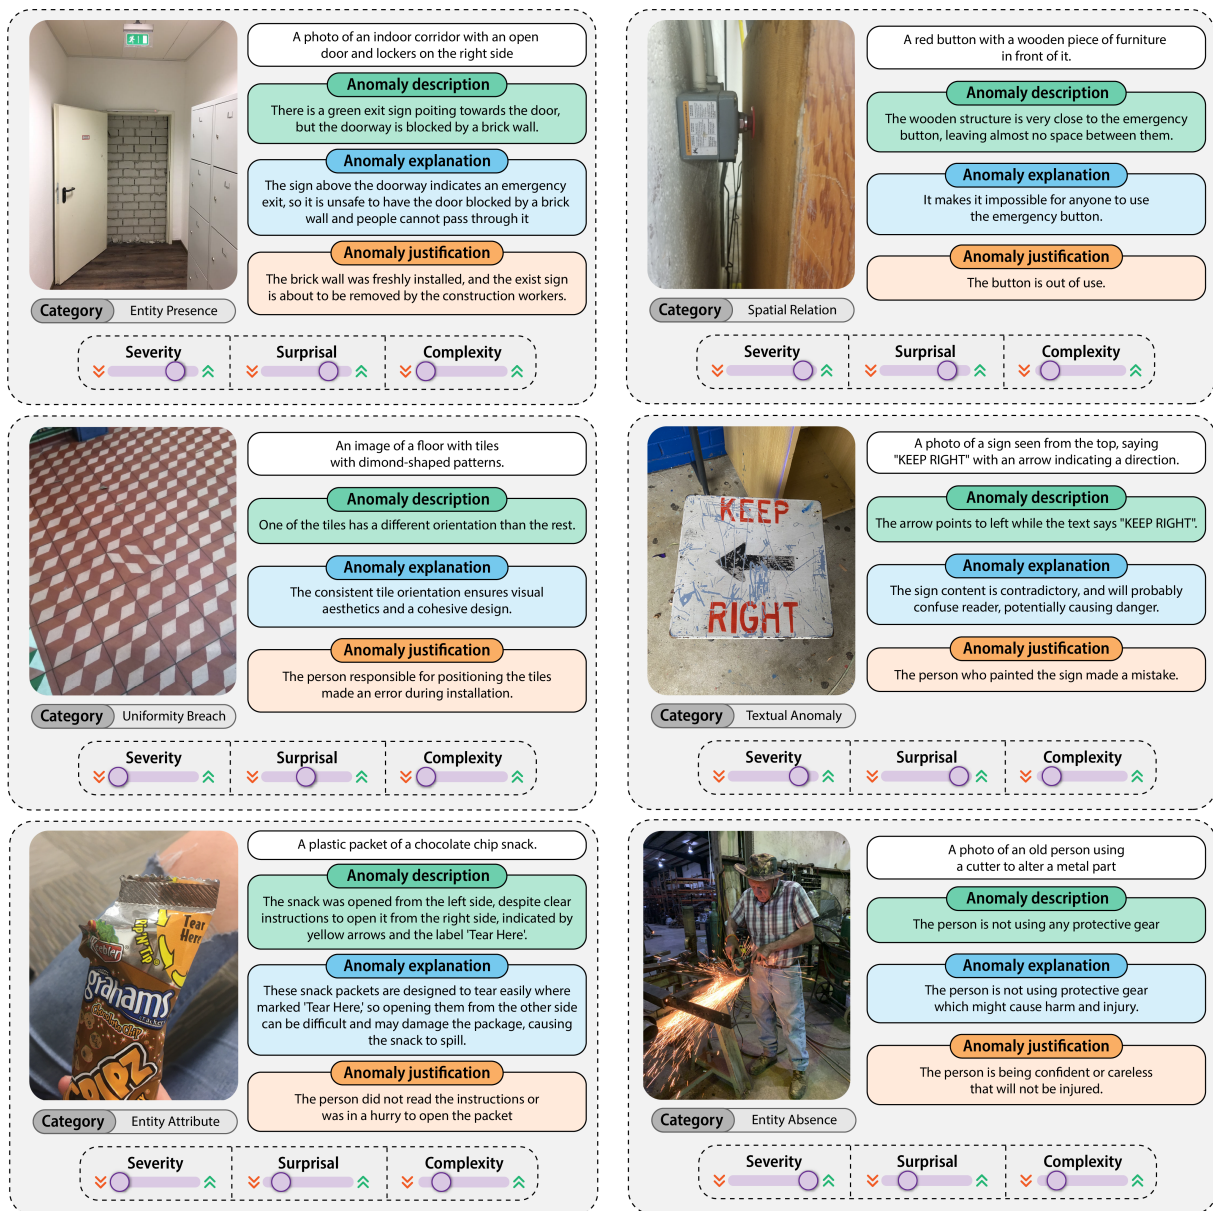 A photo of an indoor corridor with an open
door and lockers on the right side
Anomaly description
There is a green exit sign poiting towards the door,
but the doorway is blocked by a brick wall.
Anomaly explanation
The sign above the doorway indicates an emergency
exit, so it is unsafe to have the door blocked by a brick
wall and people cannot pass through it
Anomaly justification
The brick wall was freshly installed, and the exist sign
is about to be removed by the construction workers.
Category Entity Presence
Severity Surprisal Complexity
A red button with a wooden piece of furniture
in front of it.
Anomaly description
The wooden structure is very close to the emergency
button, leaving almost no space between them.
Anomaly explanation
It makes it impossible for anyone to use
the emergency button.
Anomaly justification
The button is out of use.
Category Spatial Relation
Severity Surprisal Complexity
An image of a floor with tiles
with dimond-shaped patterns.
Anomaly description
One of the tiles has a different orientation than the rest.
Anomaly explanation
The consistent tile orientation ensures visual
aesthetics and a cohesive design.
Anomaly justification
The person responsible for positioning the tiles
made an error during installation.
Category Uniformity Breach
Severity Surprisal Complexity
KEEP
RIGHT
A photo of a sign seen from the top, saying
"KEEP RIGHT" with an arrow indicating a direction.
Anomaly description
The arrow points to left while the text says "KEEP RIGHT".
Anomaly explanation
The sign content is contradictory, and will probably
confuse reader, potentially causing danger.
Anomaly justification
The person who painted the sign made a mistake.
Category Textual Anomaly
Severity Surprisal Complexity
Tear
Here
Rip'N'Tip
Keebler
grahams
GRIPZ
A plastic packet of a chocolate chip snack.
Anomaly description
The snack was opened from the left side, despite clear
instructions to open it from the right side, indicated by
yellow arrows and the label 'Tear Here'.
Anomaly explanation
These snack packets are designed to tear easily where
marked 'Tear Here,' so opening them from the other side
can be difficult and may damage the package, causing
the snack to spill.
Anomaly justification
The person did not read the instructions or
was in a hurry to open the packet
Category Entity Attribute
Severity Surprisal Complexity
A photo of an old person using
a cutter to alter a metal part
Anomaly description
The person is not using any protective gear
Anomaly explanation
The person is not using protective gear
which might cause harm and injury.
Anomaly justification
The person is being confident or careless
that will not be injured.
Category Entity Absence
Severity Surprisal Complexity